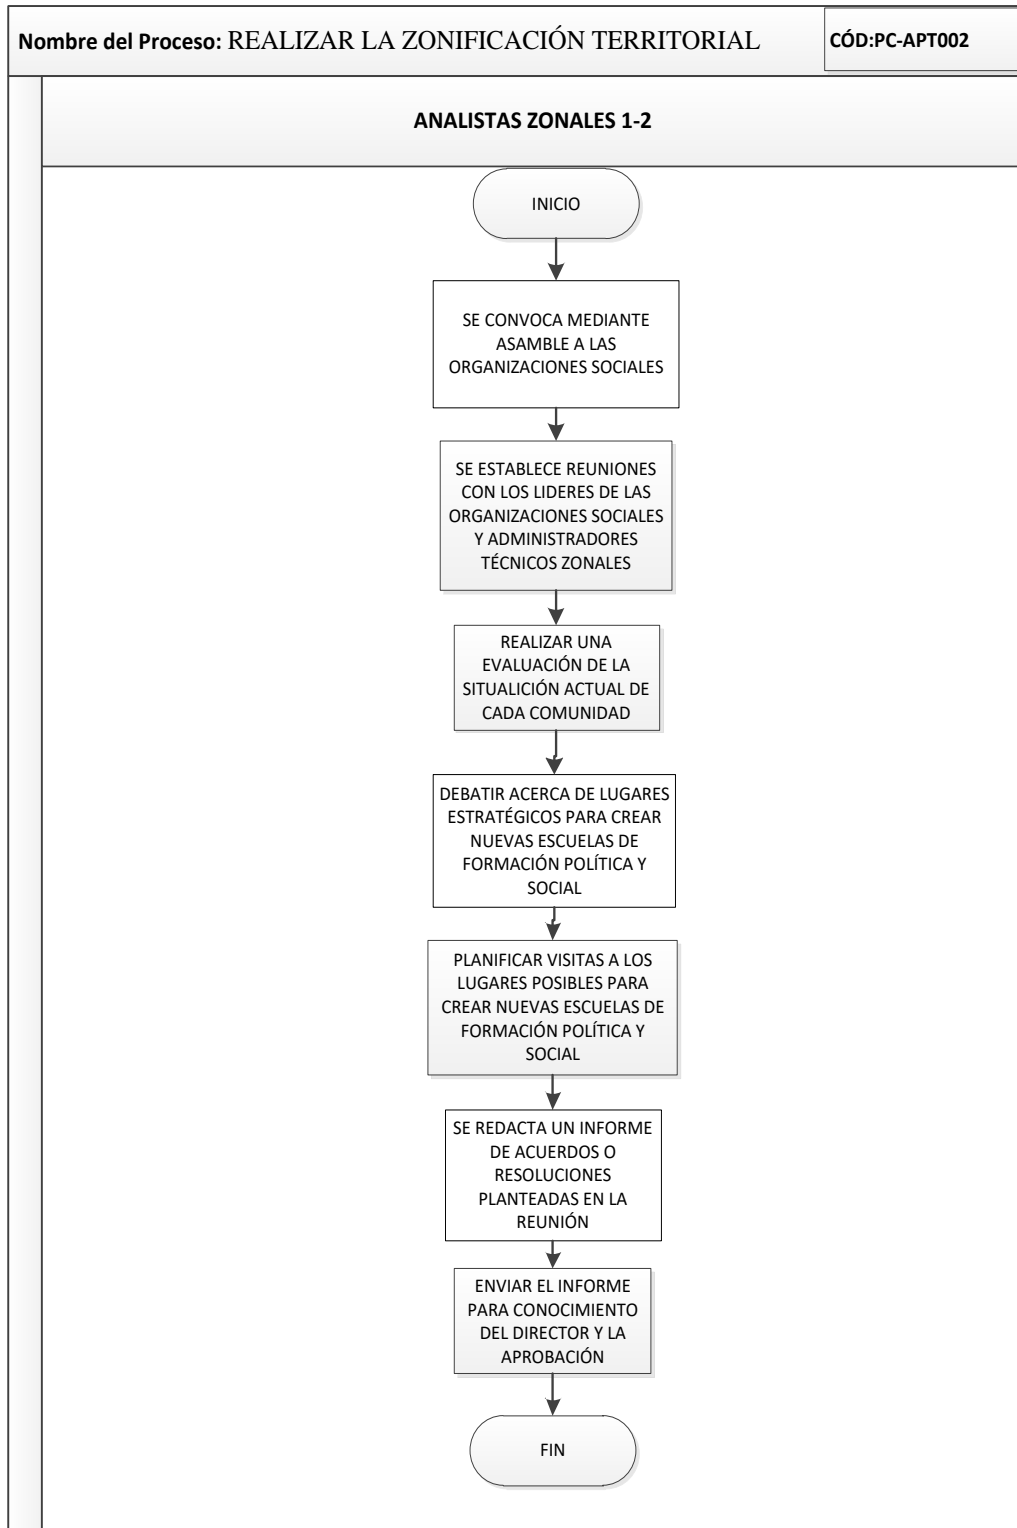 Nombre del Proceso: REALIZAR LA ZONIFICACIÓN TERRITORIAL
CÓD:PC-APT002
ANALISTAS ZONALES 1-2
INICIO
SE CONVOCA MEDIANTE
ASAMBLE A LAS
ORGANIZACIONES SOCIALES
SE ESTABLECE REUNIONES
CON LOS LIDERES DE LAS
ORGANIZACIONES SOCIALES
Y ADMINISTRADORES
TÉCNICOS ZONALES
REALIZAR UNA
EVALUACIÓN DE LA
SITUALICIÓN ACTUAL DE
CADA COMUNIDAD
DEBATIR ACERCA DE LUGARES
ESTRATÉGICOS PARA CREAR
NUEVAS ESCUELAS DE
FORMACIÓN POLÍTICA Y
SOCIAL
PLANIFICAR VISITAS A LOS
LUGARES POSIBLES PARA
CREAR NUEVAS ESCUELAS DE
FORMACIÓN POLÍTICA Y
SOCIAL
SE REDACTA UN INFORME
DE ACUERDOS O
RESOLUCIONES
PLANTEADAS EN LA
REUNIÓN
ENVIAR EL INFORME
PARA CONOCIMIENTO
DEL DIRECTOR Y LA
APROBACIÓN
FIN